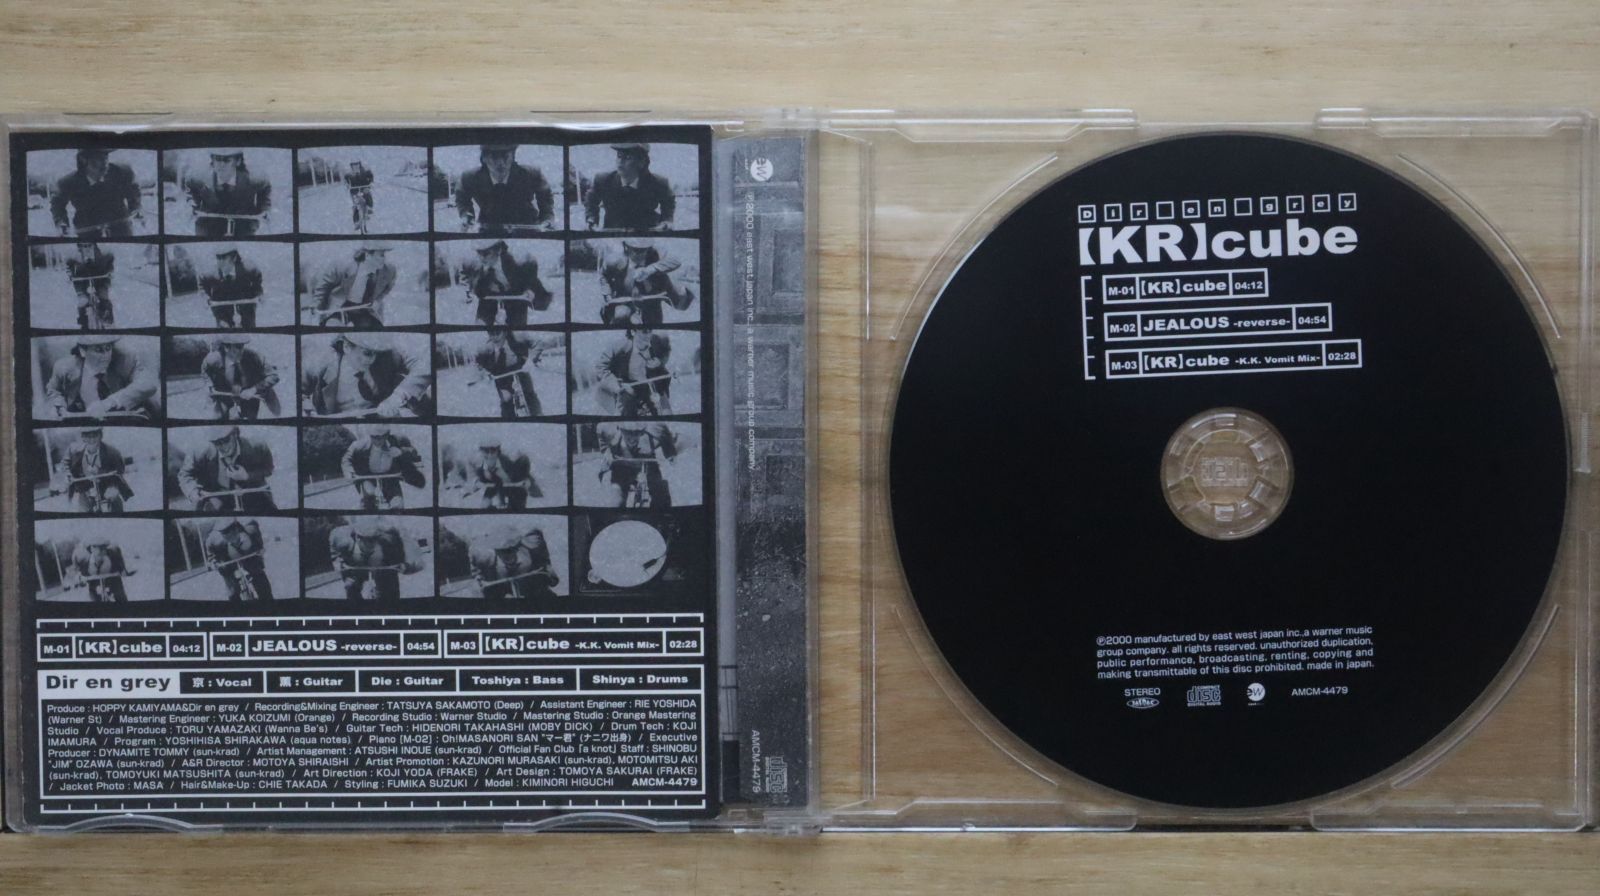 M-01 【KR】cube 04:12 M-02 JEALOUS -reverse- 04:54 M-03 【KR】cube -K.K. Vomit Mix- 02:28
Dir en grey 京 : Vocal 薫 : Guitar Die : Guitar Toshiya : Bass Shinya : Drums
Produce : HOPPY KAMIYAMA&Dir en grey / Recording&Mixing Engineer : TATSUYA SAKAMOTO (Deep) / Assistant Engineer : RIE YOSHIDA
(Warner St) / Mastering Engineer : YUKA KOIZUMI (Orange) / Recording Studio : Warner Studio / Mastering Studio : Orange Mastering
Studio / Vocal Produce : TORU YAMAZAKI (Wanna Be's) / Guitar Tech : HIDENORI TAKAHASHI (MOBY DICK) / Drum Tech : KOJI
IMAMURA / Program : YOSHIHISA SHIRAKAWA (aqua notes) / Piano [M-02] : Oh!MASANORI SAN "マー君" (ナニワ出身) / Executive
Producer : DYNAMITE TOMMY (sun-krad) / Artist Management : ATSUSHI INOUE (sun-krad) / Official Fan Club「a knot」Staff : SHINOBU
"JIM" OZAWA (sun-krad) / A&R Director : MOTOYA SHIRAISHI / Artist Promotion : KAZUNORI MURASAKI (sun-krad), MOTOMITSU AKI
(sun-krad), TOMOYUKI MATSUSHITA (sun-krad) / Art Direction : KOJI YODA (FRAKE) / Art Design : TOMOYA SAKURAI (FRAKE)
/ Jacket Photo : MASA / Hair&Make-Up : CHIE TAKADA / Styling : FUMIKA SUZUKI / Model : KIMINORI HIGUCHI AMCM-4479
ew
℗2000 east west japan inc. a warner music group company.
AMCM-4479
COMPACT
disc
DIGITAL AUDIO
Dir en grey
【KR】cube
M-01 【KR】cube 04:12
M-02 JEALOUS -reverse- 04:54
M-03 【KR】cube -K.K. Vomit Mix- 02:28
℗2000 manufactured by east west japan inc.,a warner music
group company. all rights reserved. unauthorized duplication,
public performance, broadcasting, renting, copying and
making transmittable of this disc prohibited. made in japan.
STEREO COMPACT disc DIGITAL AUDIO ew AMCM-4479
JASRAC